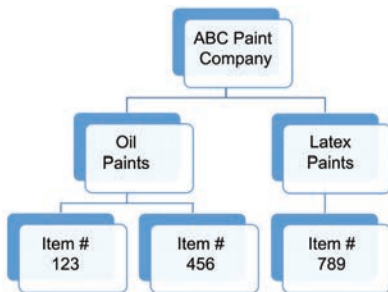 ABC Paint
Company
Oil
Paints
Latex
Paints
Item #
123
Item #
456
Item #
789